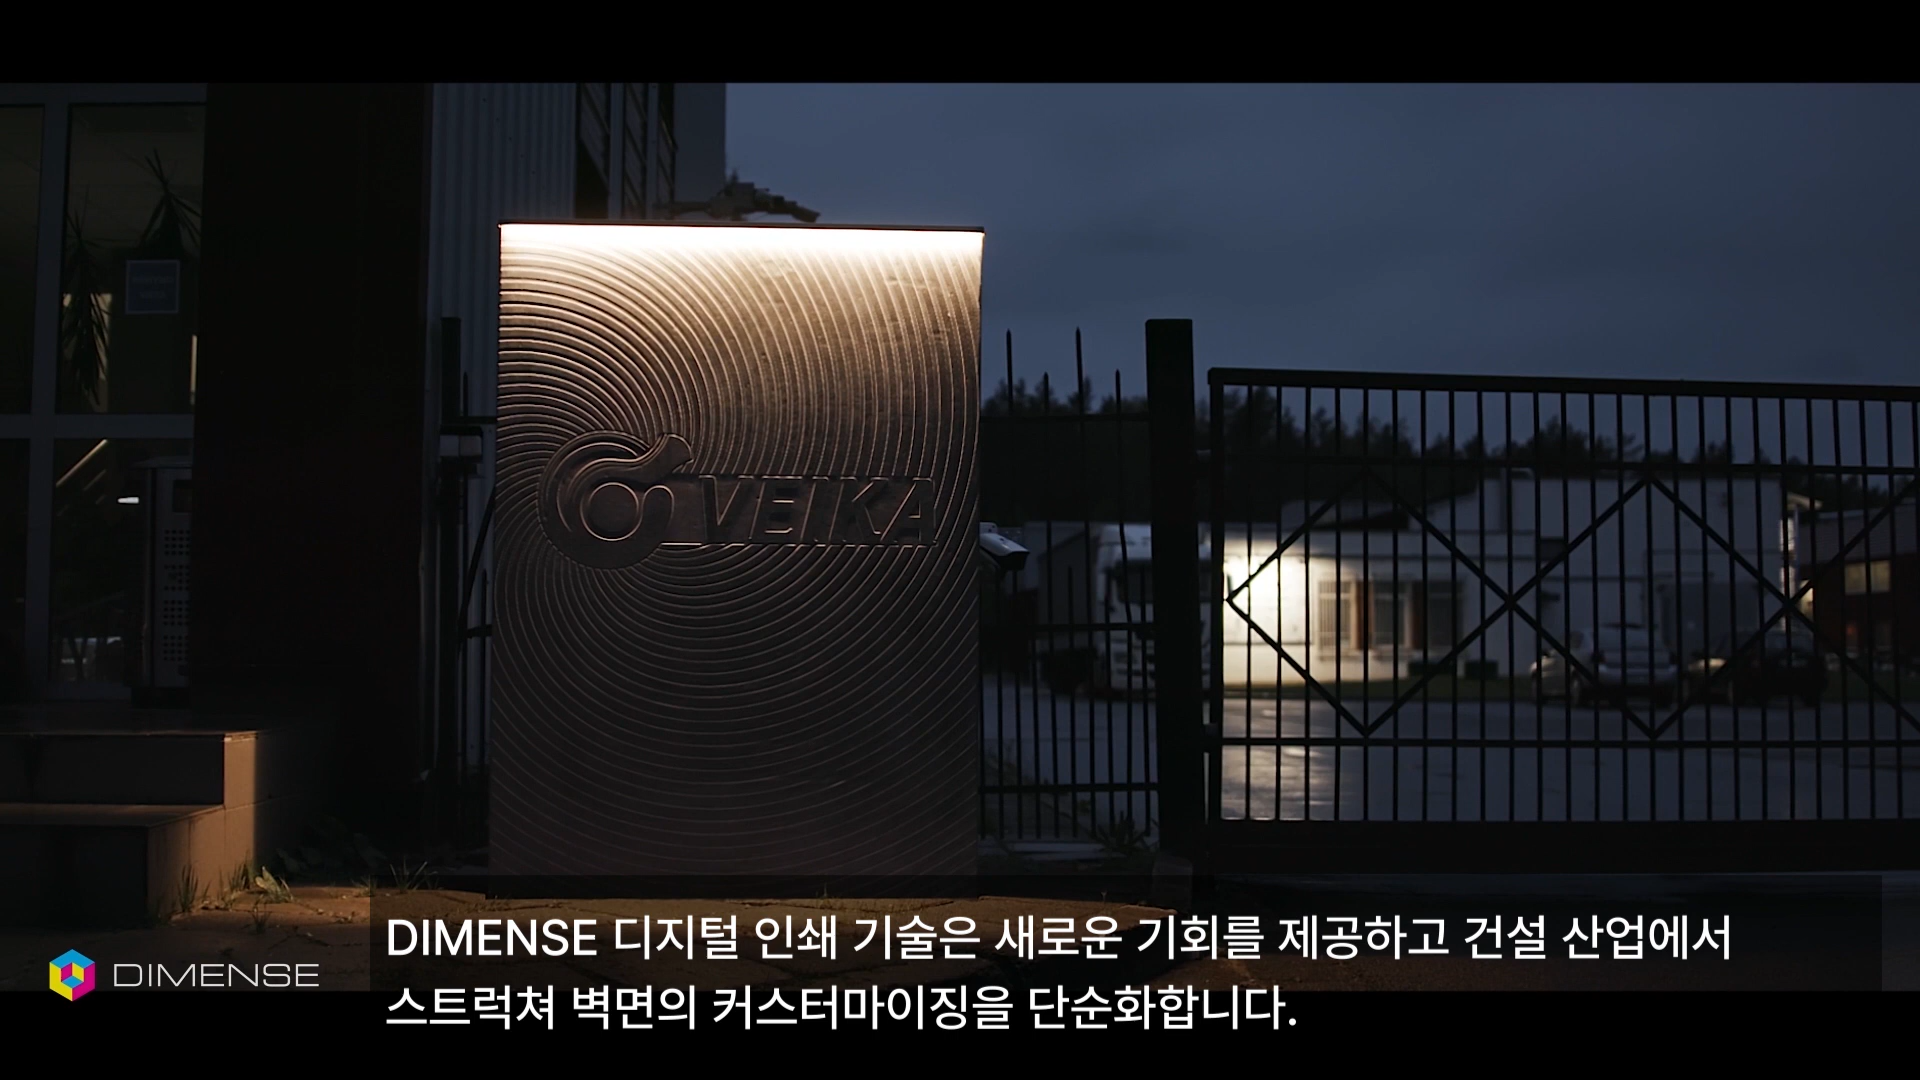 VEIKA
DIMENSE 디지털 인쇄 기술은 새로운 기회를 제공하고 건설 산업에서
스트럭쳐 벽면의 커스터마이징을 단순화합니다.
DIMENSE